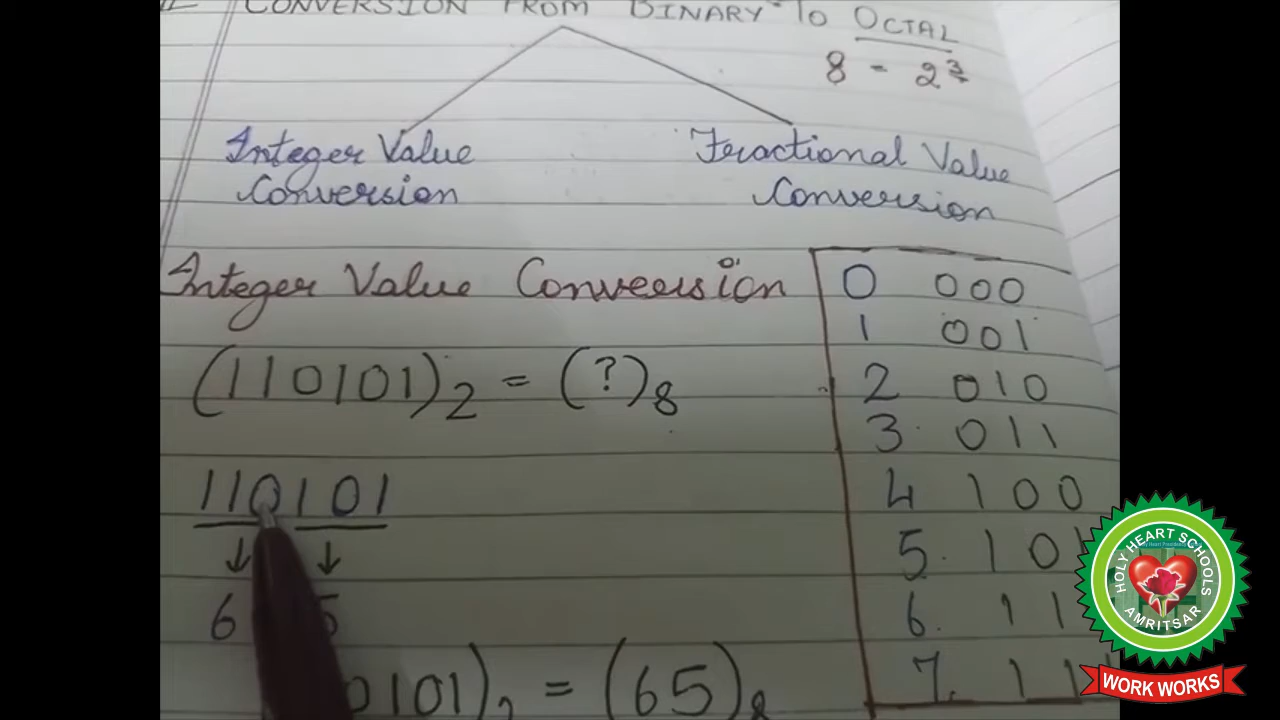 CONVERSION FROM BINARY TO OCTAL
8 = 2³
Integer Value Conversion
Fractional Value Conversion
Integer Value Conversion
(110101)₂ = (?)₈
110101
↓ ↓
6 5
0101)₂ = (65)₈
0 000
1 001
2 010
3. 011
4 100
5. 101
6. 11
7. 11
HOLY HEART SCHOOLS
AMRITSAR
WORK WORKS